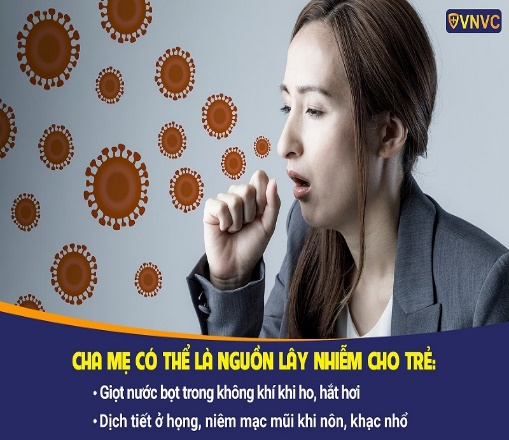 VNVC
CHA MẸ CÓ THỂ LÀ NGUỒN LÂY NHIỄM CHO TRẺ:
• Giọt nước bọt trong không khí khi ho, hắt hơi
• Dịch tiết ở họng, niêm mạc mũi khi nôn, khạc nhổ